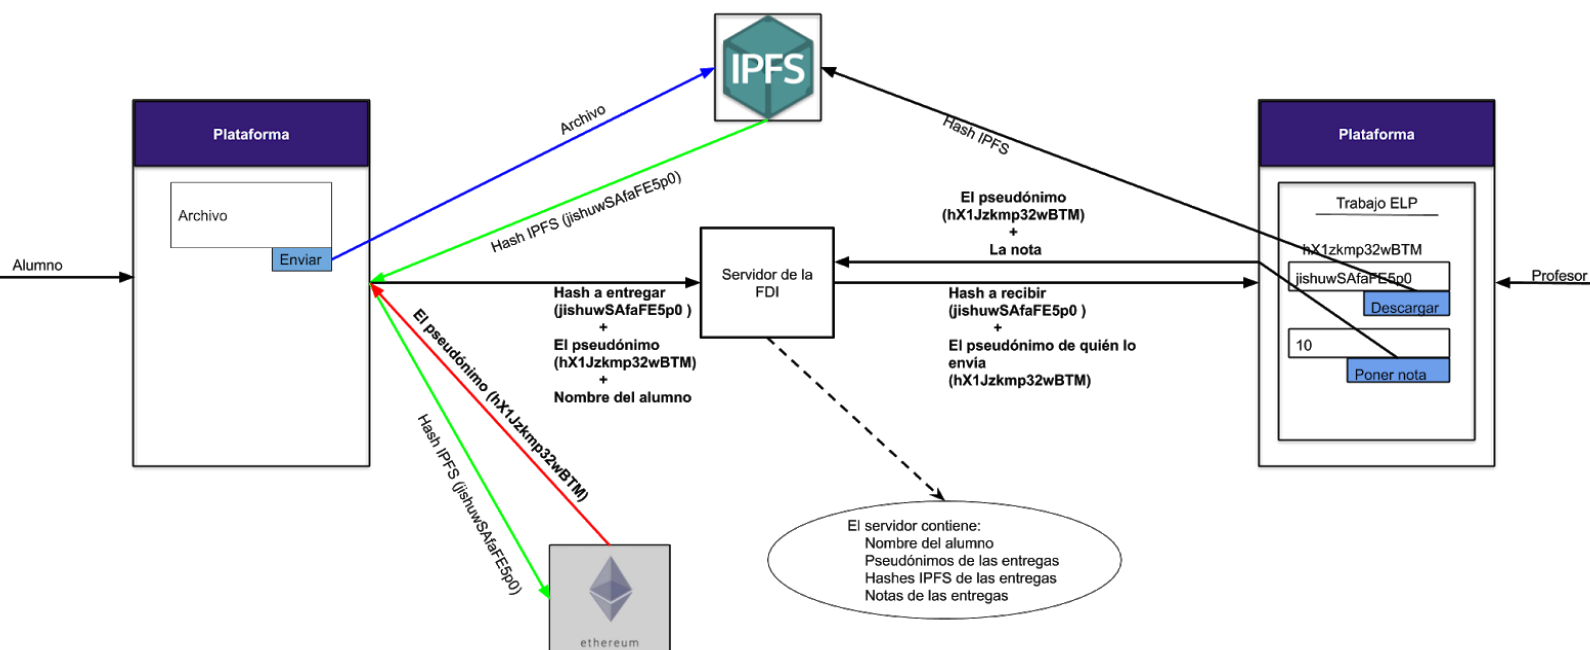 IPFS
Plataforma
Archivo
Enviar
Alumno
Archivo
Hash IPFS (jishuwSAfaFE5p0)
Hash IPFS
Servidor de la
FDI
Hash a entregar
(jishuwSAfaFE5p0 )
+
El pseudónimo
(hX1Jzkmp32wBTM)
+
Nombre del alumno
El pseudónimo (hX1Jzkmp32wBTM)
Hash IPFS (jishuwSAfaFE5p0)
ethereum
El pseudónimo
(hX1Jzkmp32wBTM)
+
La nota
Hash a recibir
(jishuwSAfaFE5p0 )
+
El pseudónimo de quién lo
envía
(hX1Jzkmp32wBTM)
El servidor contiene:
Nombre del alumno
Pseudónimos de las entregas
Hashes IPFS de las entregas
Notas de las entregas
Plataforma
Trabajo ELP
hX1zkmp32wBTM
jishuwSAfaFE5p0
Descargar
10
Poner nota
Profesor